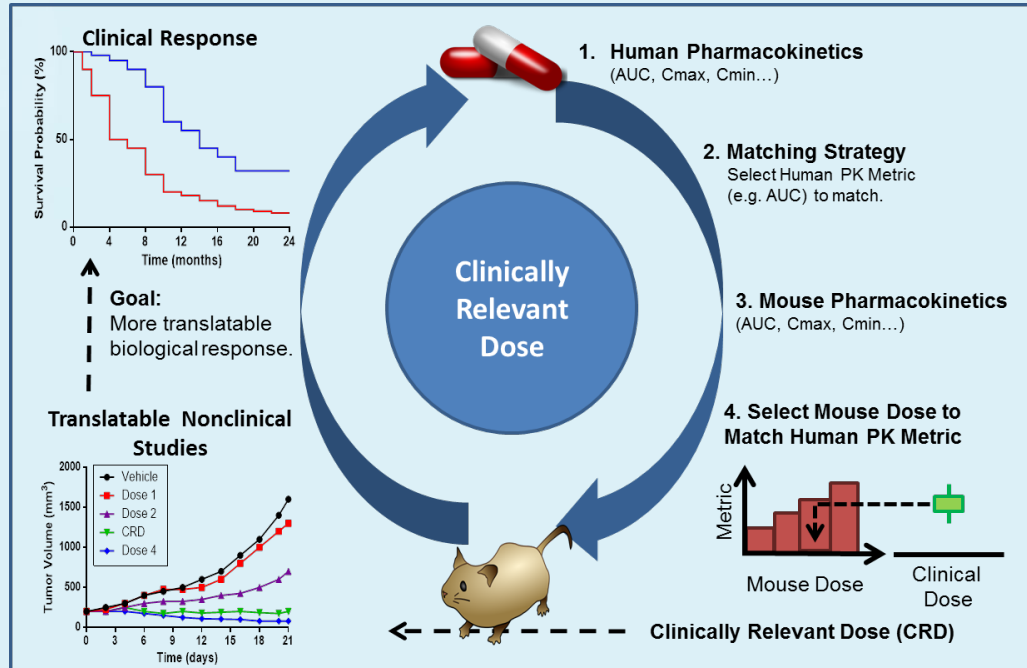 Clinical Response
Survival Probability (%)
100
50
0
0 4 8 12 16 20 24
Time (months)
Goal:
More translatable
biological response.
Translatable Nonclinical
Studies
Tumor Volume (mm³)
2000
1500
1000
500
0
Vehicle
Dose 1
Dose 2
CRD
Dose 4
0 3 6 9 12 15 18 21
Time (days)
Clinically
Relevant
Dose
1. Human Pharmacokinetics
(AUC, Cmax, Cmin...)
2. Matching Strategy
Select Human PK Metric
(e.g. AUC) to match.
3. Mouse Pharmacokinetics
(AUC, Cmax, Cmin...)
4. Select Mouse Dose to
Match Human PK Metric
Metric
Mouse Dose
Clinical
Dose
Clinically Relevant Dose (CRD)